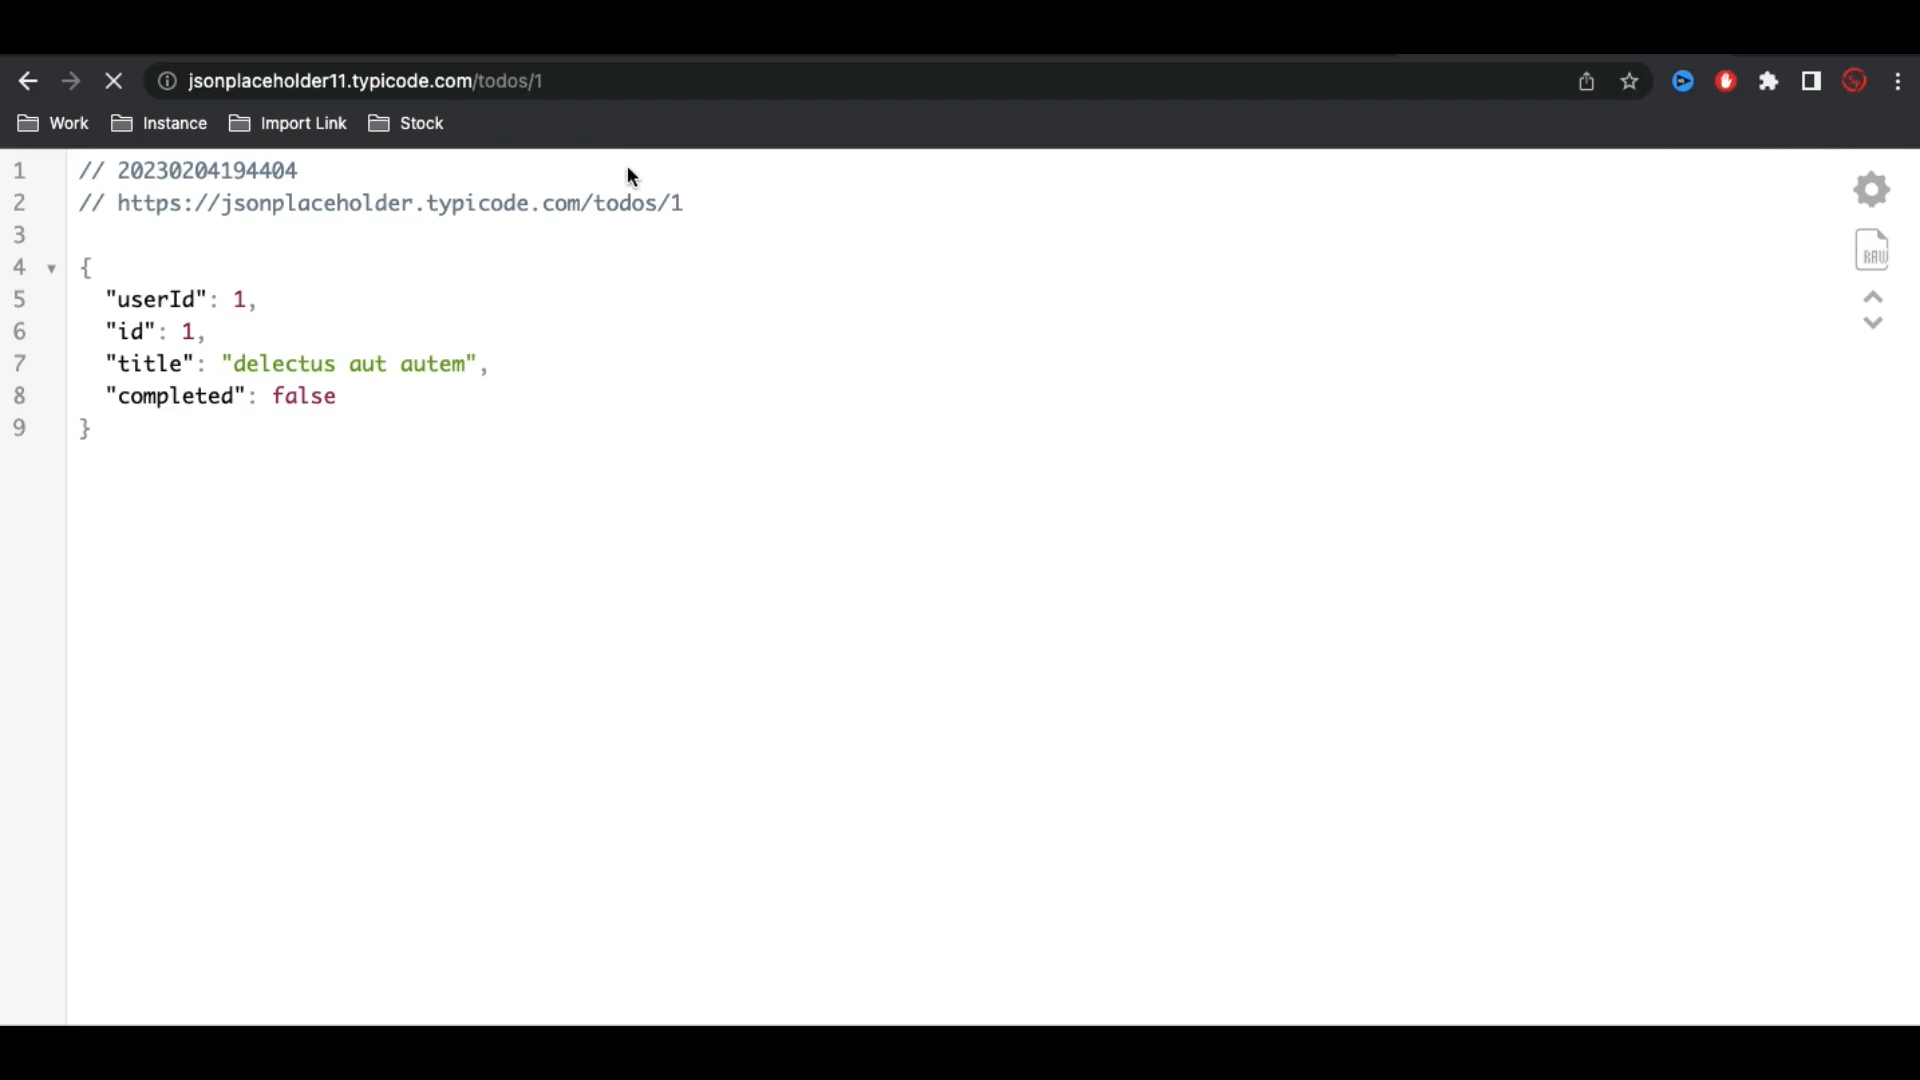 jsonplaceholder11.typicode.com/todos/1
Work Instance Import Link Stock
1 // 20230204194404
2 // https://jsonplaceholder.typicode.com/todos/1
3
4 {
5 "userId": 1,
6 "id": 1,
7 "title": "delectus aut autem",
8 "completed": false
9 }
RAW